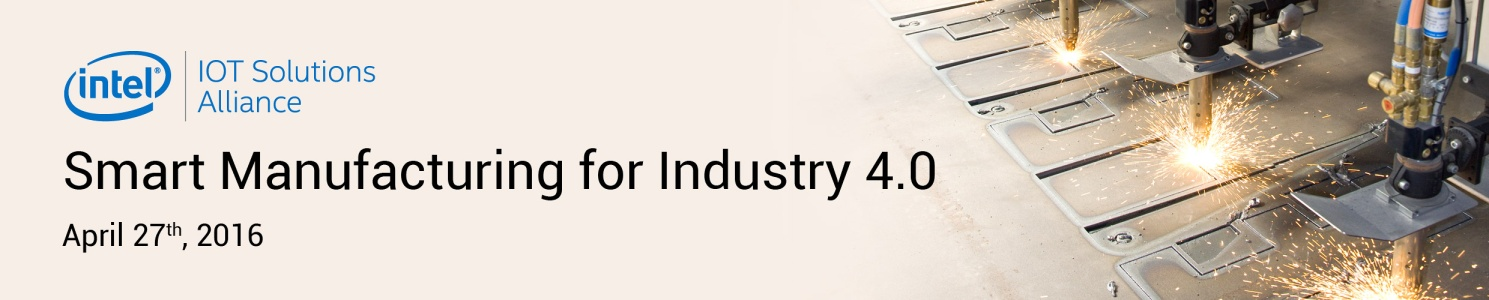 intel®
IOT Solutions
Alliance
Smart Manufacturing for Industry 4.0
April 27th, 2016